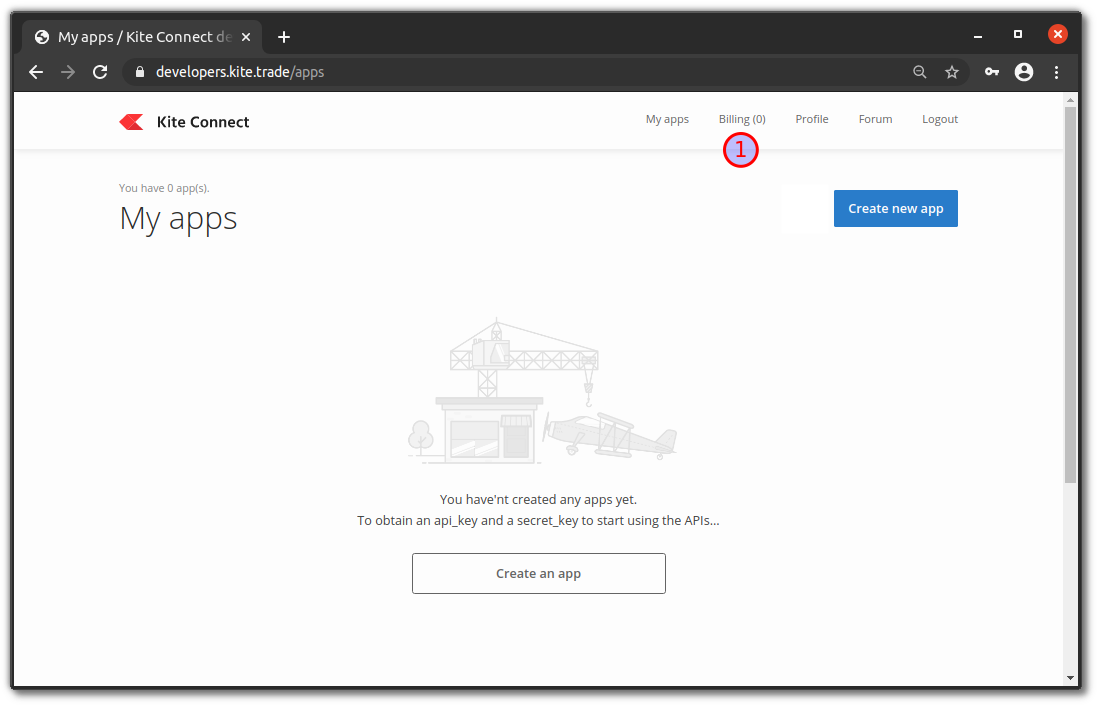 My apps / Kite Connect de
developers.kite.trade/apps
Kite Connect
My apps
Billing (0)
Profile
Forum
Logout
1
You have 0 app(s).
My apps
Create new app
You have'nt created any apps yet.
To obtain an api_key and a secret_key to start using the APIs...
Create an app